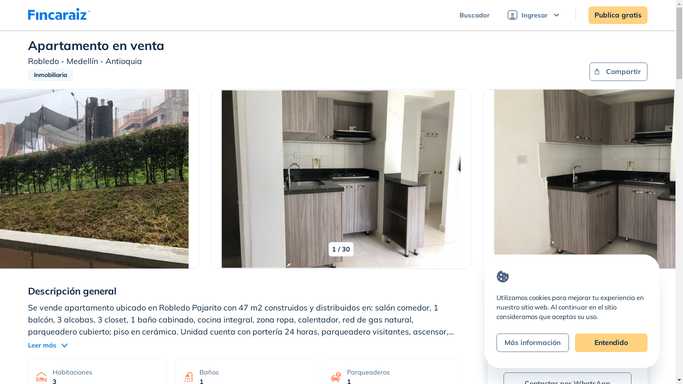 Fincaraiz
Buscador
Ingresar
Publica gratis
Apartamento en venta
Robledo - Medellín - Antioquia
Inmobiliaria
Compartir
1 / 30
Descripción general
Se vende apartamento ubicado en Robledo Pajarito con 47 m2 construidos y distribuidos en: salón comedor, 1
balcón, 3 alcobas, 3 closet, 1 baño cabinado, cocina integral, zona ropa, calentador, red de gas natural,
parqueadero cubierto; piso en cerámica. Unidad cuenta con portería 24 horas, parqueadero visitantes, ascensor,...
Leer más
Habitaciones
3
Baños
1
Parqueaderos
1
Utilizamos cookies para mejorar tu experiencia en
nuestro sitio web. Al continuar en el sitio
consideramos que aceptas su uso.
Más información
Entendido
Contactar por WhatsApp